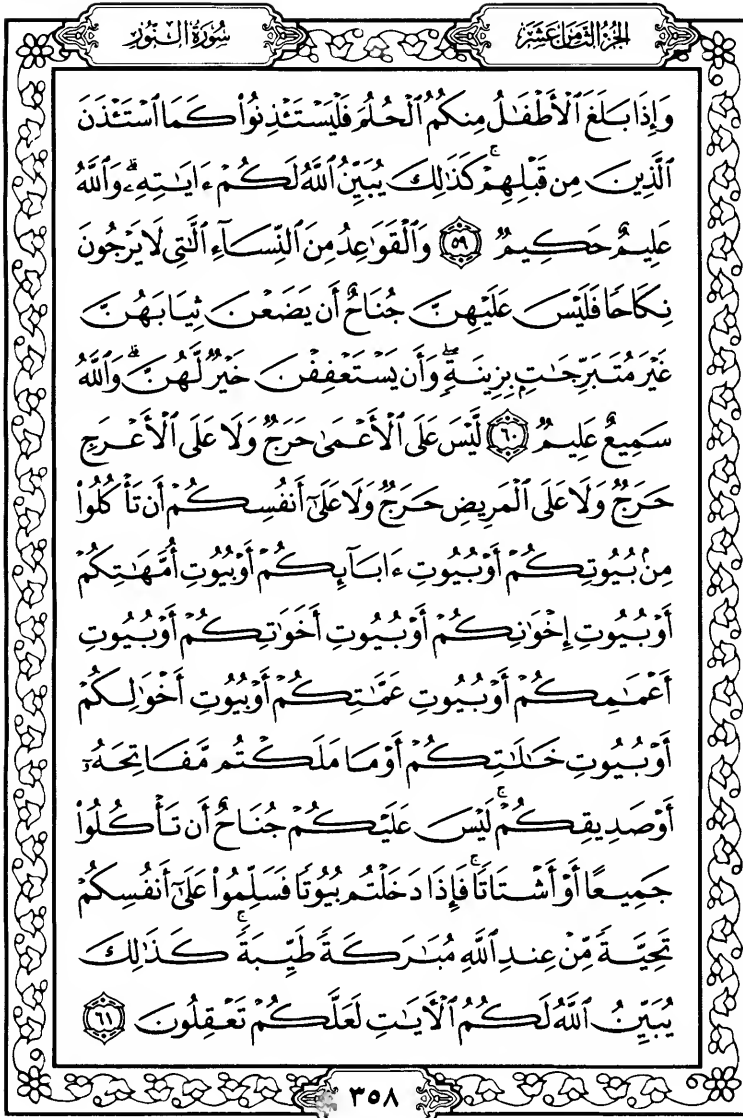 سُورَةُ النُّورِ
الجُزْءُ الثَّامِنَ عَشَرَ
وَإِذَا بَلَغَ ٱلْأَطْفَٰلُ مِنكُمُ ٱلْحُلُمَ فَلْيَسْتَـْٔذِنُوا۟ كَمَا ٱسْتَـْٔذَنَ
ٱلَّذِينَ مِن قَبْلِهِمْ ۚ كَذَٰلِكَ يُبَيِّنُ ٱللَّهُ لَكُمْ ءَايَٰتِهِۦ ۗ وَٱللَّهُ
عَلِيمٌ حَكِيمٌ ٥٩ وَٱلْقَوَٰعِدُ مِنَ ٱلنِّسَآءِ ٱلَّٰتِى لَا يَرْجُونَ
نِكَاحًا فَلَيْسَ عَلَيْهِنَّ جُنَاحٌ أَن يَضَعْنَ ثِيَابَهُنَّ
غَيْرَ مُتَبَرِّجَٰتٍۭ بِزِينَةٍ ۖ وَأَن يَسْتَعْفِفْنَ خَيْرٌ لَّهُنَّ ۗ وَٱللَّهُ
سَمِيعٌ عَلِيمٌ ٦٠ لَّيْسَ عَلَى ٱلْأَعْمَىٰ حَرَجٌ وَلَا عَلَى ٱلْأَعْرَجِ
حَرَجٌ وَلَا عَلَى ٱلْمَرِيضِ حَرَجٌ وَلَا عَلَىٰٓ أَنفُسِكُمْ أَن تَأْكُلُوا۟
مِنۢ بُيُوتِكُمْ أَوْ بُيُوتِ ءَابَآئِكُمْ أَوْ بُيُوتِ أُمَّهَٰتِكُمْ
أَوْ بُيُوتِ إِخْوَٰنِكُمْ أَوْ بُيُوتِ أَخَوَٰتِكُمْ أَوْ بُيُوتِ
أَعْمَٰمِكُمْ أَوْ بُيُوتِ عَمَّٰتِكُمْ أَوْ بُيُوتِ أَخْوَٰلِكُمْ
أَوْ بُيُوتِ خَٰلَٰتِكُمْ أَوْ مَا مَلَكْتُم مَّفَاتِحَهُۥٓ
أَوْ صَدِيقِكُمْ ۚ لَيْسَ عَلَيْكُمْ جُنَاحٌ أَن تَأْكُلُوا۟
جَمِيعًا أَوْ أَشْتَاتًا ۚ فَإِذَا دَخَلْتُم بُيُوتًا فَسَلِّمُوا۟ عَلَىٰٓ أَنفُسِكُمْ
تَحِيَّةً مِّنْ عِندِ ٱللَّهِ مُبَٰرَكَةً طَيِّبَةً ۚ كَذَٰلِكَ
يُبَيِّنُ ٱللَّهُ لَكُمُ ٱلْءَايَٰتِ لَعَلَّكُمْ تَعْقِلُونَ ٦١
٣٥٨